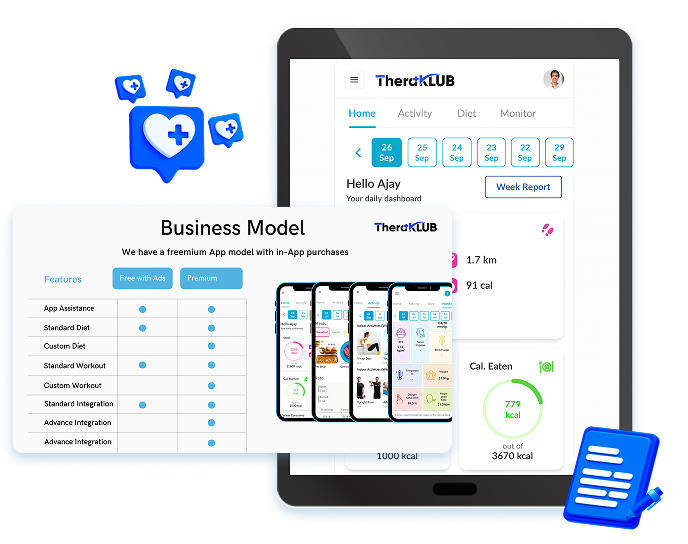 TheraKLUB
Home Activity Diet Monitor
26 Sep
25 Sep
24 Sep
23 Sep
22 Sep
29 Sep
Hello Ajay
Your daily dashboard
Week Report
1.7 km
91 cal
Cal. Eaten
779 kcal
out of
3670 kcal
1000 kcal
Business Model
TheraKLUB
We have a freemium App model with in-App purchases
Features Free with Ads Premium
App Assistance
Standard Diet
Custom Diet
Standard Workout
Custom Workout
Standard Integration
Advance Integration
Advance Integration
Hello Ajay